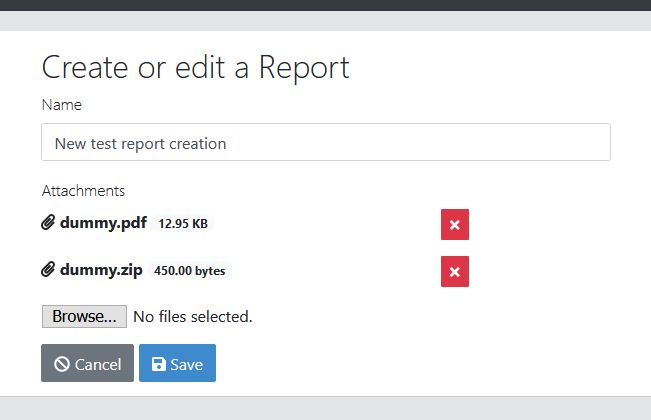 Create or edit a Report
Name
New test report creation
Attachments
dummy.pdf 12.95 KB
dummy.zip 450.00 bytes
Browse... No files selected.
Cancel Save